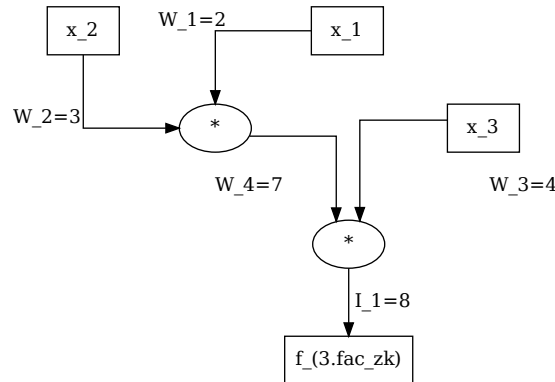 W_1=2
x_2
x_1
W_2=3
*
x_3
W_4=7
W_3=4
*
I_1=8
f_(3.fac_zk)